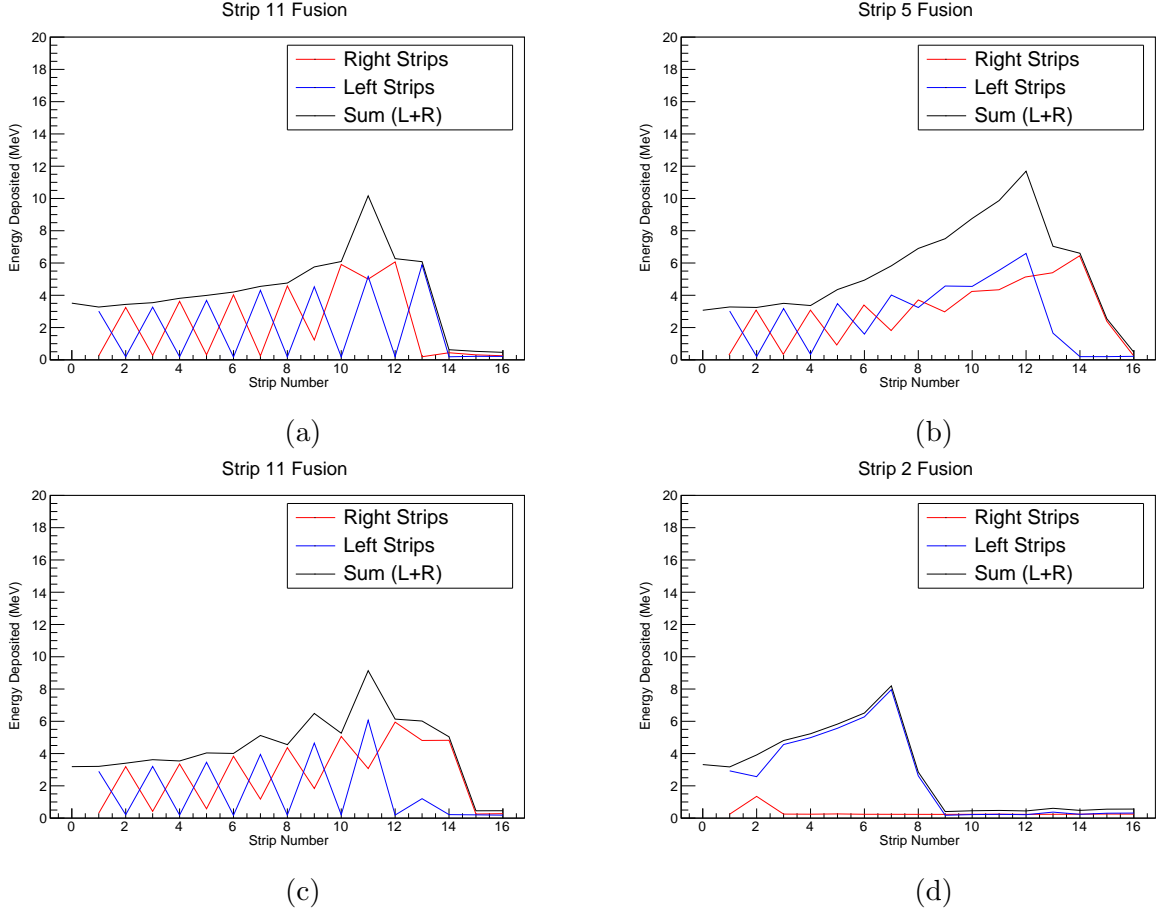 Strip 11 Fusion
Energy Deposited (MeV)
20
18
16
14
12
10
8
6
4
2
0
Right Strips
Left Strips
Sum (L+R)
0 2 4 6 8 10 12 14 16
Strip Number
(a)
Strip 5 Fusion
Energy Deposited (MeV)
20
18
16
14
12
10
8
6
4
2
0
Right Strips
Left Strips
Sum (L+R)
0 2 4 6 8 10 12 14 16
Strip Number
(b)
Strip 11 Fusion
Energy Deposited (MeV)
20
18
16
14
12
10
8
6
4
2
0
Right Strips
Left Strips
Sum (L+R)
0 2 4 6 8 10 12 14 16
Strip Number
(c)
Strip 2 Fusion
Energy Deposited (MeV)
20
18
16
14
12
10
8
6
4
2
0
Right Strips
Left Strips
Sum (L+R)
0 2 4 6 8 10 12 14 16
Strip Number
(d)